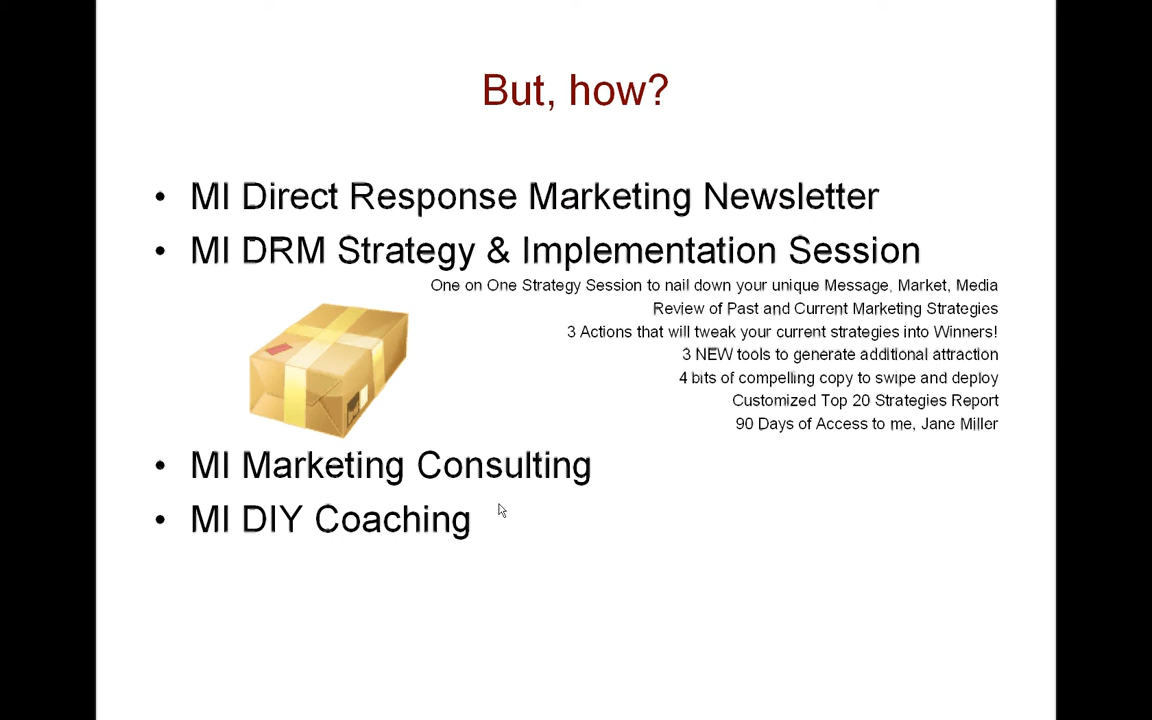 But, how?
• MI Direct Response Marketing Newsletter
• MI DRM Strategy & Implementation Session
One on One Strategy Session to nail down your unique Message, Market, Media
Review of Past and Current Marketing Strategies
3 Actions that will tweak your current strategies into Winners!
3 NEW tools to generate additional attraction
4 bits of compelling copy to swipe and deploy
Customized Top 20 Strategies Report
90 Days of Access to me, Jane Miller
• MI Marketing Consulting
• MI DIY Coaching